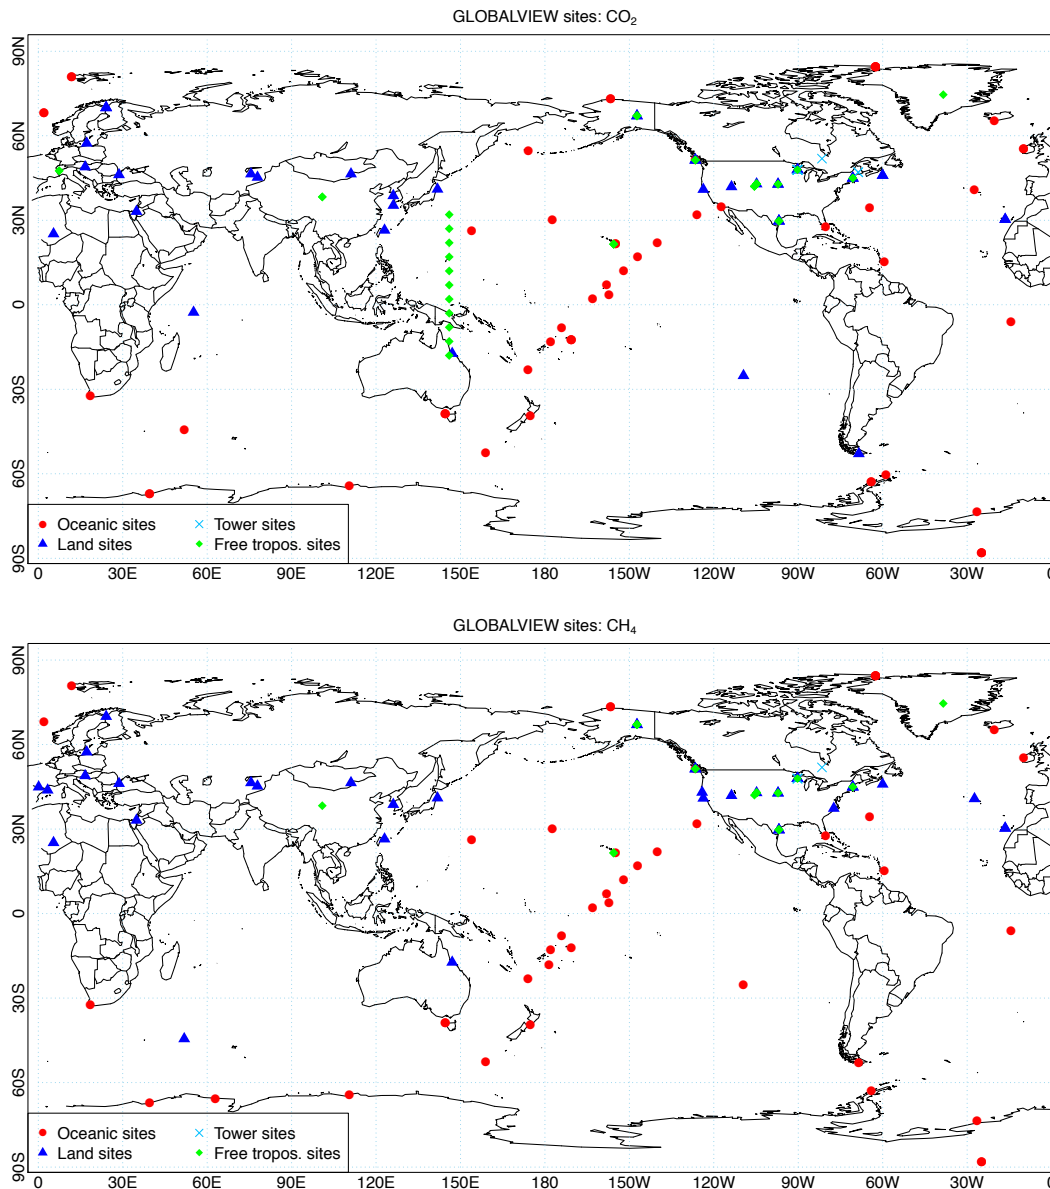 GLOBALVIEW sites: CO₂
90N
60N
30N
0
30S
60S
90S
Oceanic sites
Tower sites
Land sites
Free tropos. sites
0 30E 60E 90E 120E 150E 180 150W 120W 90W 60W 30W 0
GLOBALVIEW sites: CH₄
90N
60N
30N
0
30S
60S
90S
Oceanic sites
Tower sites
Land sites
Free tropos. sites
0 30E 60E 90E 120E 150E 180 150W 120W 90W 60W 30W 0